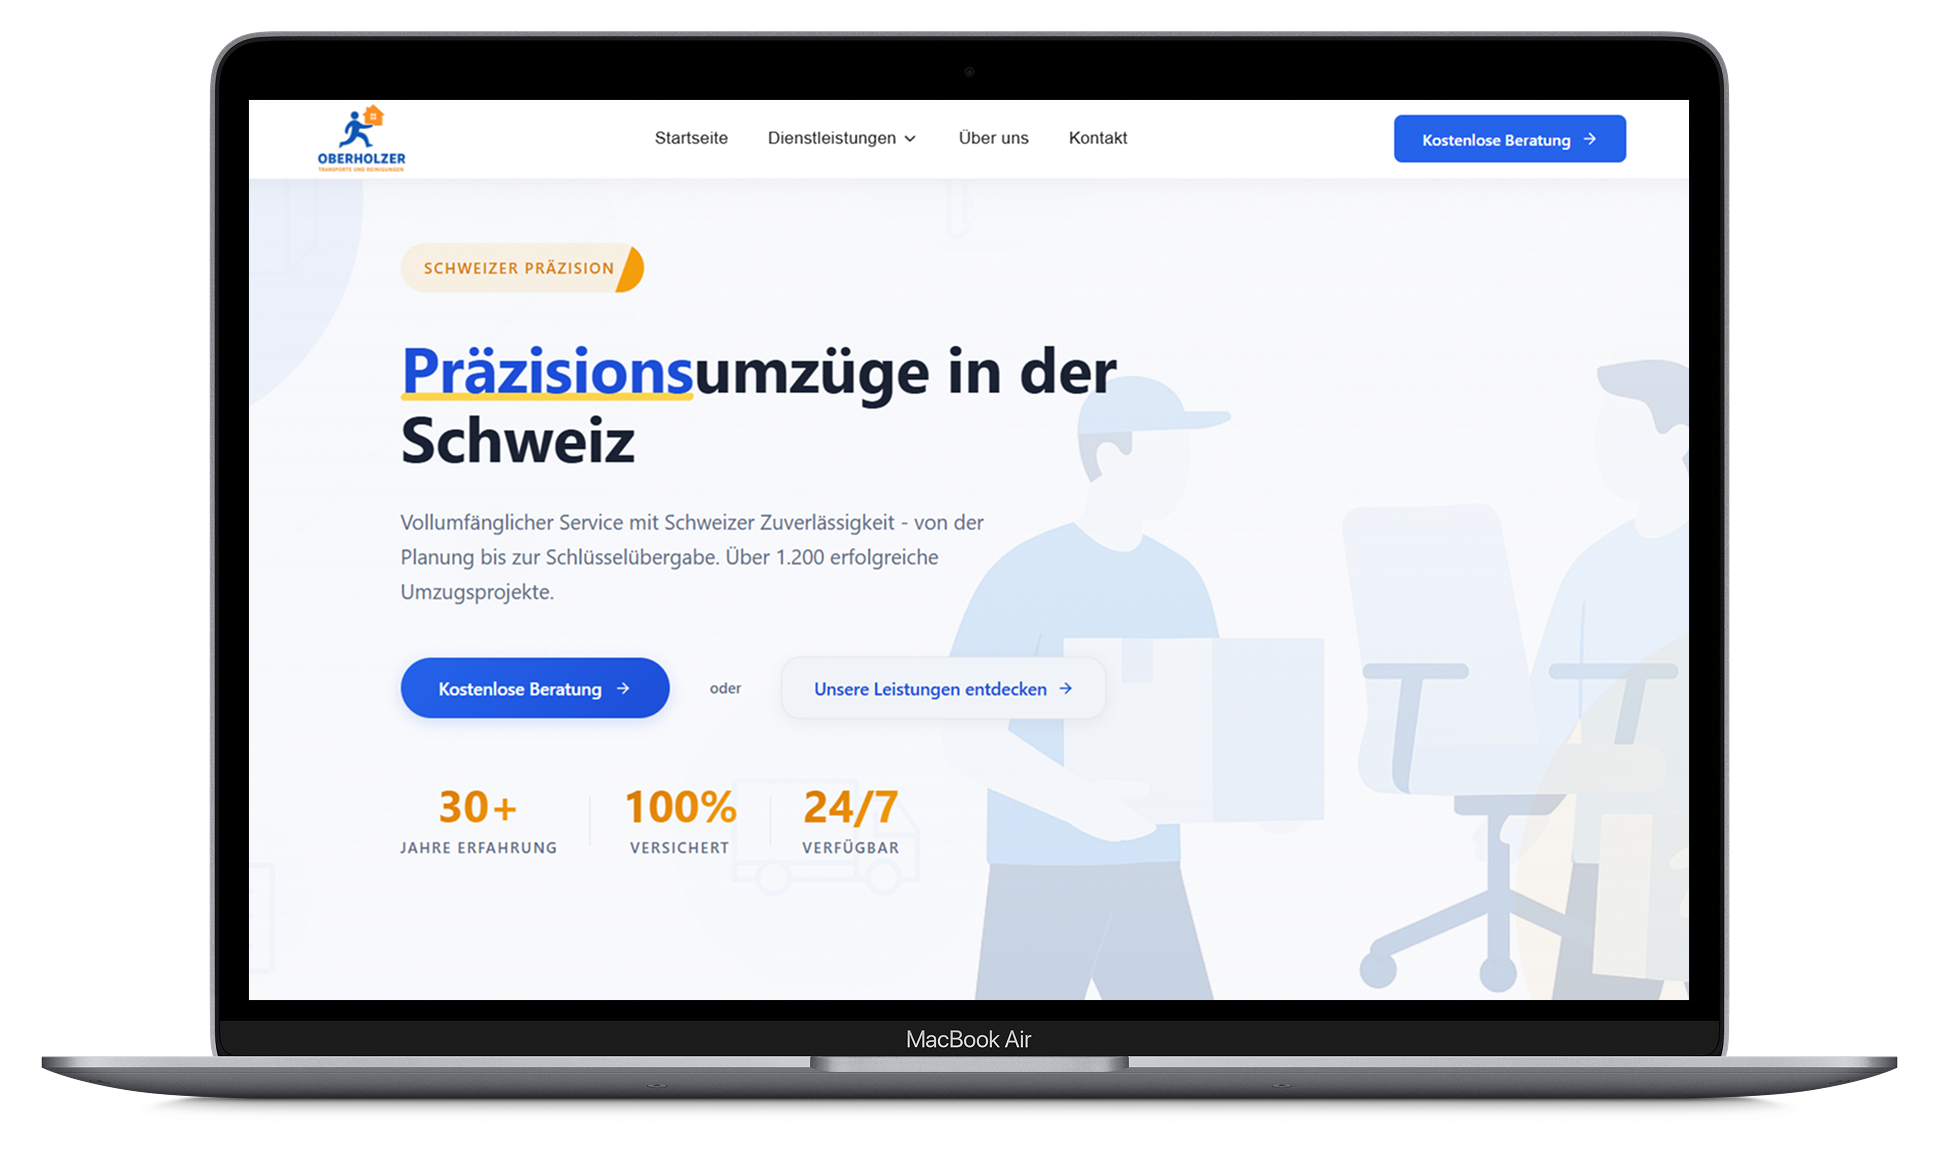 OBERHOLZER
TRANSPORTE UND REINIGUNGEN
Startseite
Dienstleistungen
Über uns
Kontakt
Kostenlose Beratung →
SCHWEIZER PRÄZISION
Präzisionsumzüge in der
Schweiz
Vollumfänglicher Service mit Schweizer Zuverlässigkeit - von der
Planung bis zur Schlüsselübergabe. Über 1.200 erfolgreiche
Umzugsprojekte.
Kostenlose Beratung →
oder
Unsere Leistungen entdecken →
30+
JAHRE ERFAHRUNG
100%
VERSICHERT
24/7
VERFÜGBAR
MacBook Air